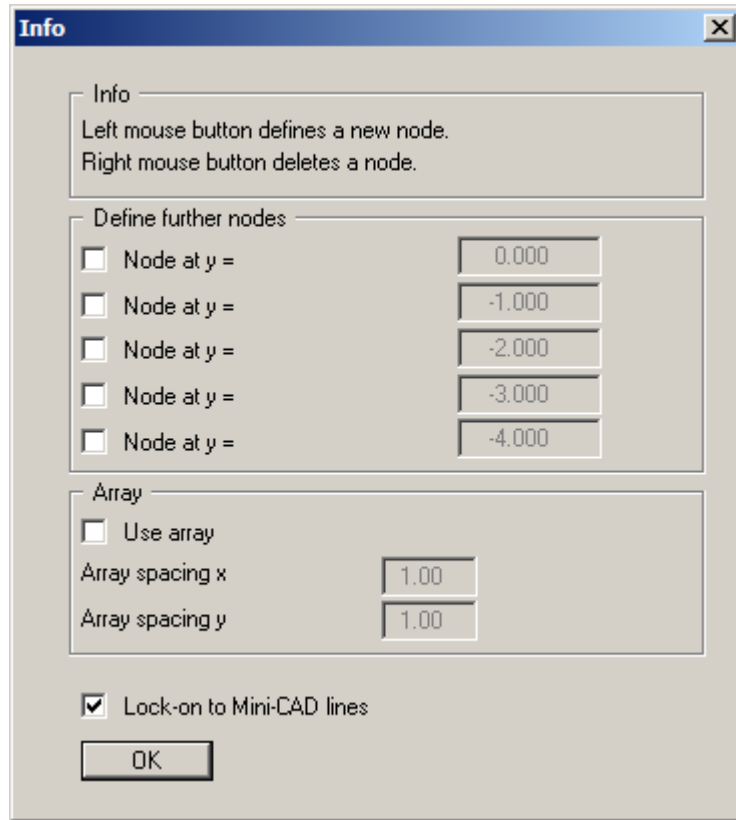 Info
Info
Left mouse button defines a new node.
Right mouse button deletes a node.
Define further nodes
Node at y = 0.000
Node at y = -1.000
Node at y = -2.000
Node at y = -3.000
Node at y = -4.000
Array
Use array
Array spacing x 1.00
Array spacing y 1.00
Lock-on to Mini-CAD lines
OK